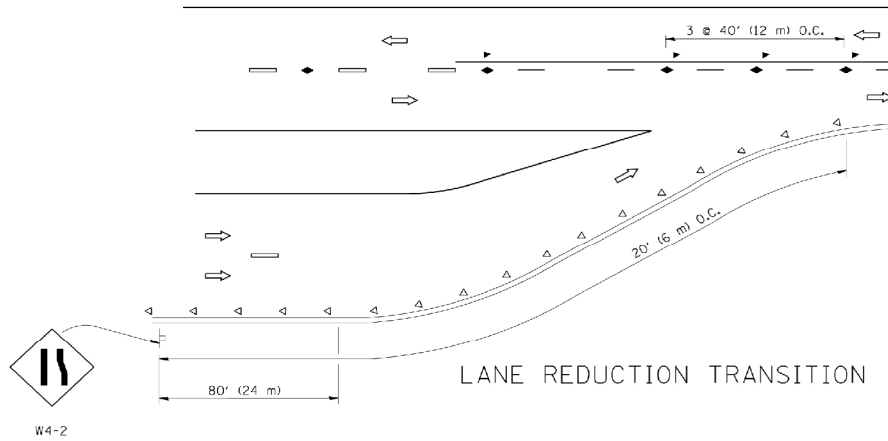 3 @ 40' (12 m) O.C.
20' (6 m) O.C.
LANE REDUCTION TRANSITION
80' (24 m)
W4-2